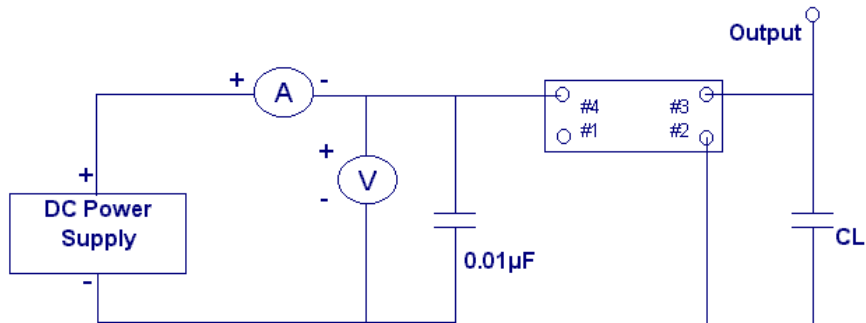 Output
+
-
A
#4
#3
#1
#2
+
V
-
+
DC Power
Supply
-
0.01µF
CL